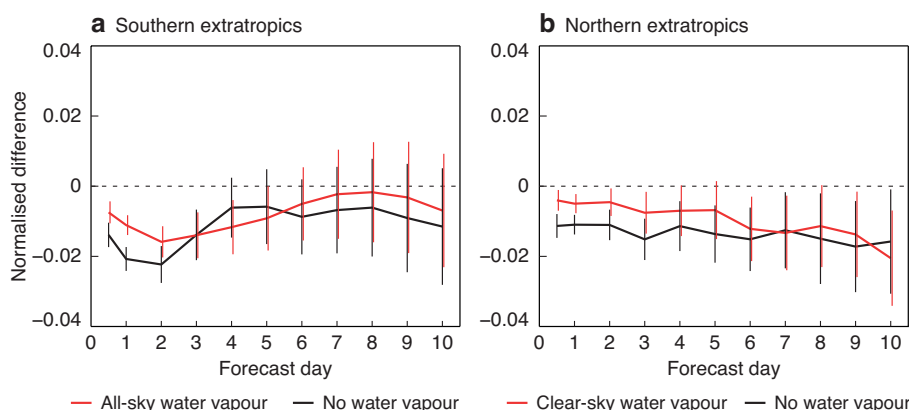 a Southern extratropics
0.04
0.02
0
−0.02
−0.04
Normalised difference
0 1 2 3 4 5 6 7 8 9 10
Forecast day
All-sky water vapour No water vapour
b Northern extratropics
0.04
0.02
0
−0.02
−0.04
0 1 2 3 4 5 6 7 8 9 10
Forecast day
Clear-sky water vapour No water vapour